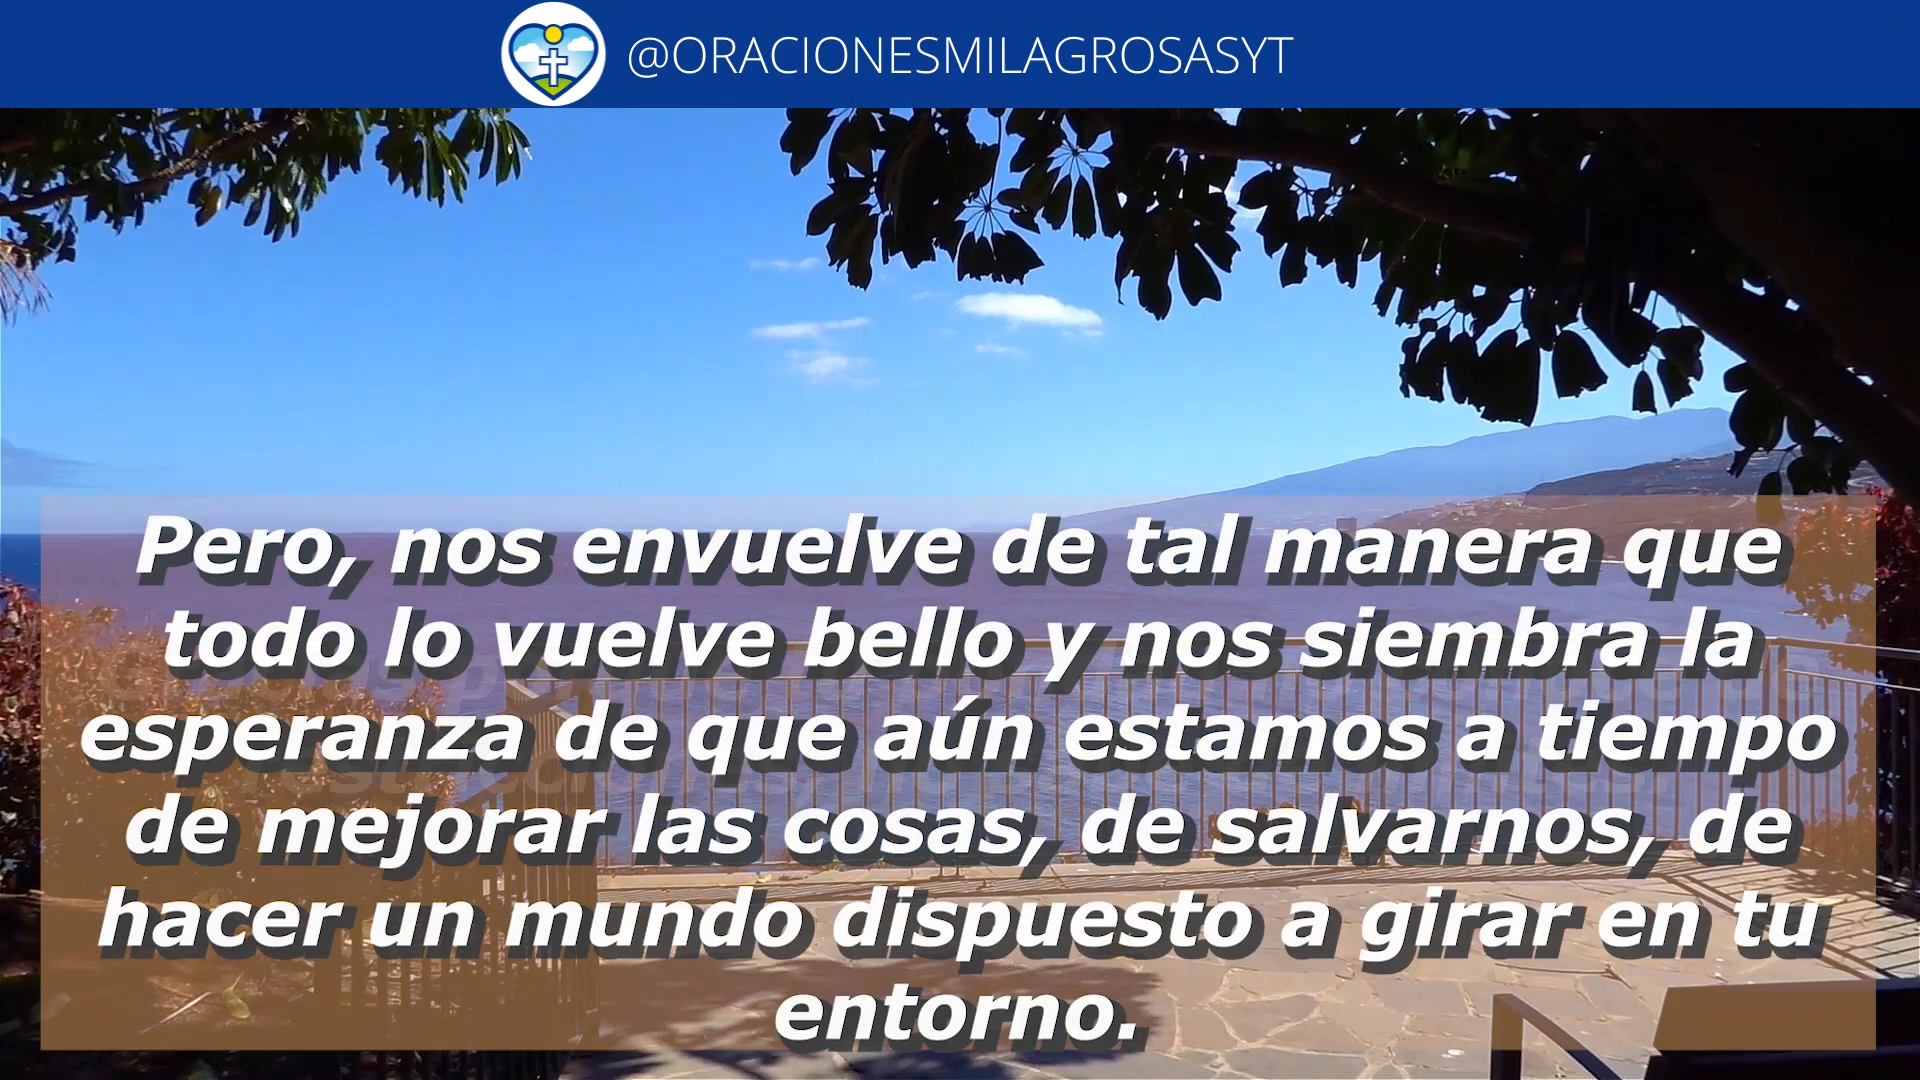 @ORACIONESMILAGROSASYT
Pero, nos envuelve de tal manera que
todo lo vuelve bello y nos siembra la
esperanza de que aún estamos a tiempo
de mejorar las cosas, de salvarnos, de
hacer un mundo dispuesto a girar en tu
entorno.